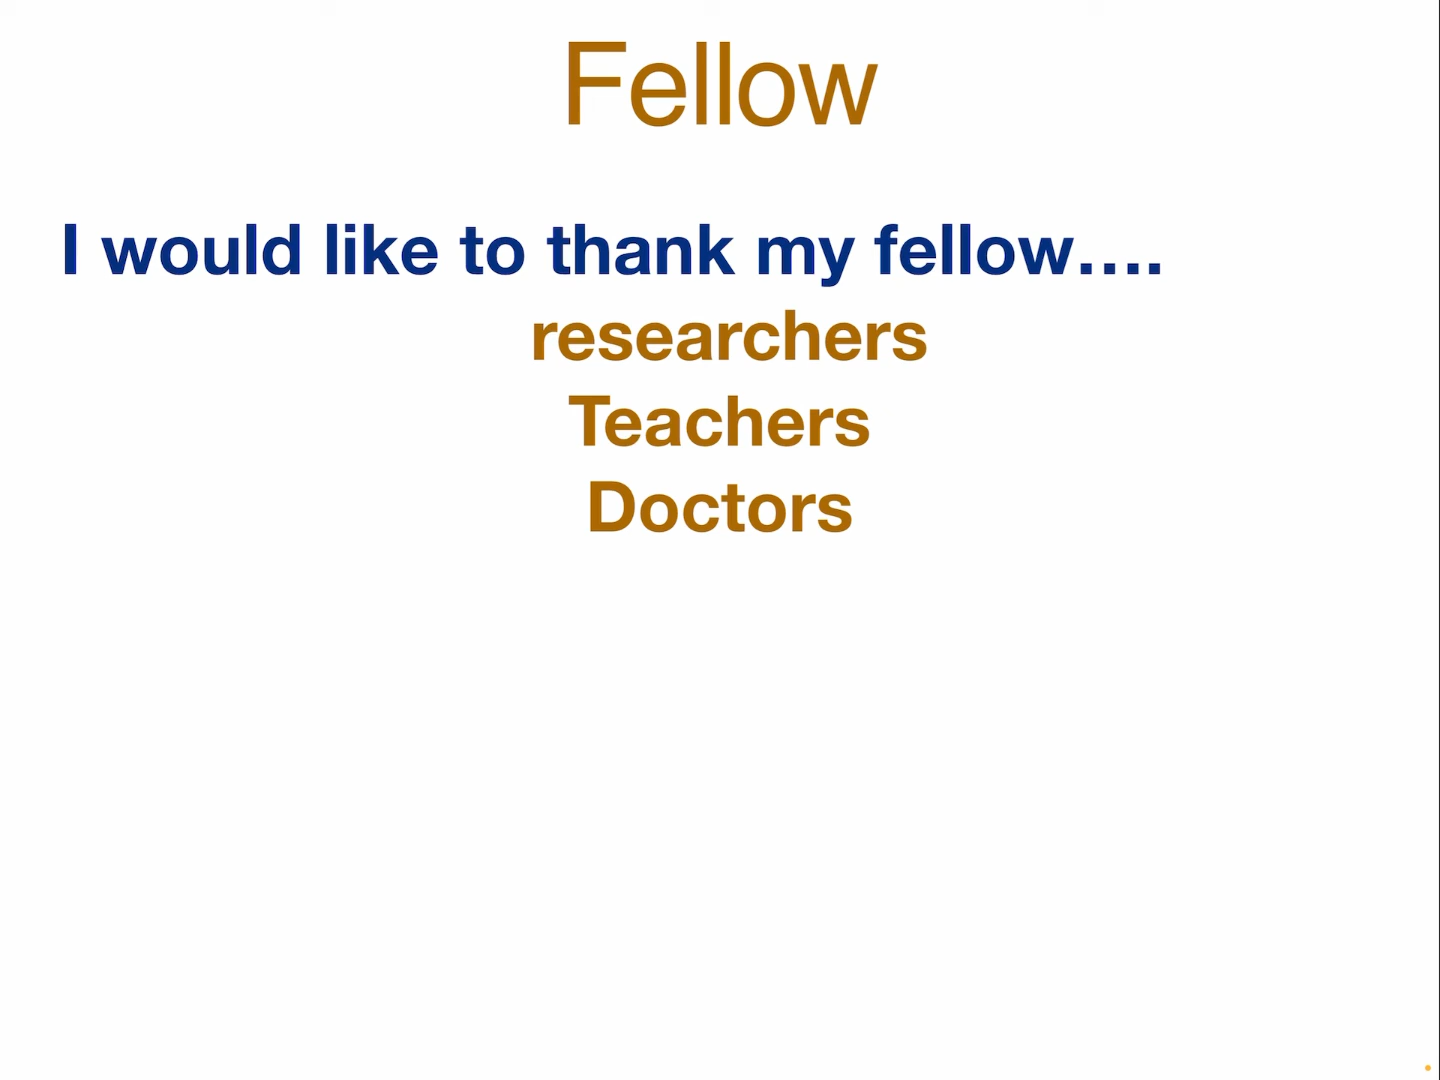 Fellow
I would like to thank my fellow….
researchers
Teachers
Doctors